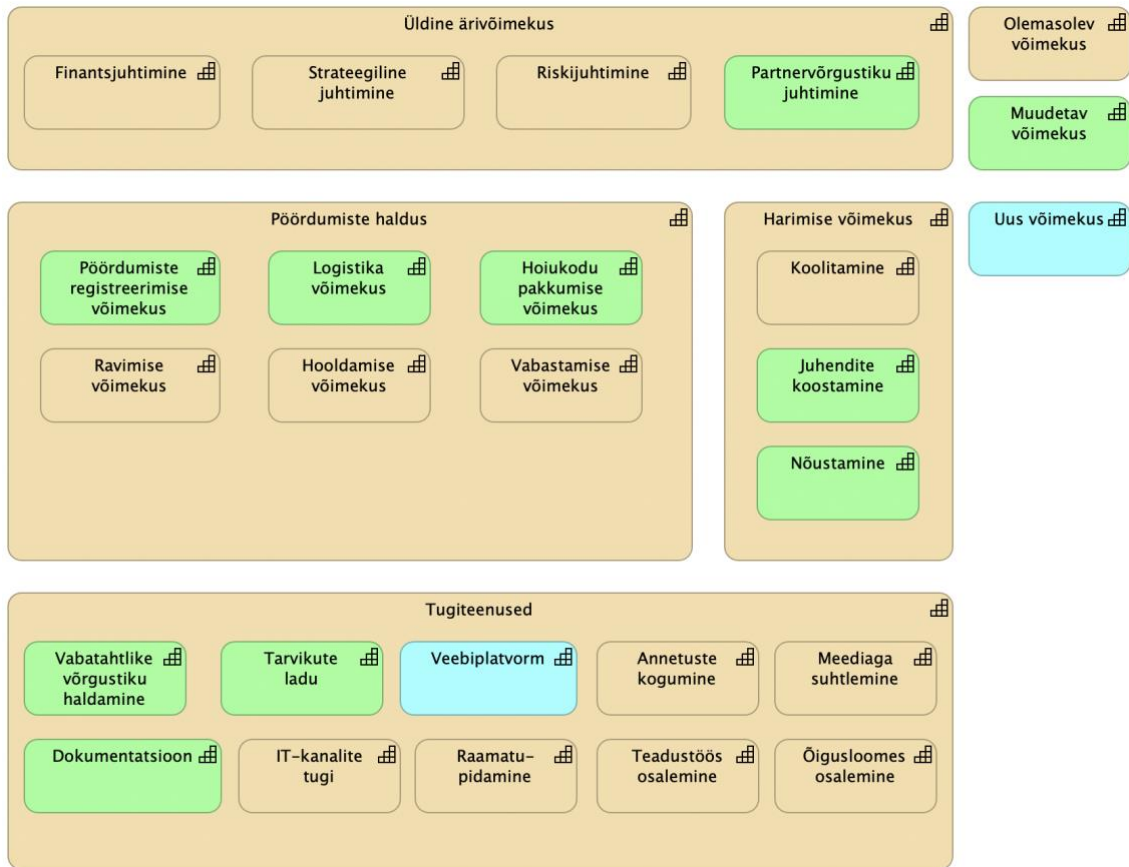 Üldine ärivõimekus
Finantsjuhtimine
Strateegiline
juhtimine
Riskijuhtimine
Partnervõrgustiku
juhtimine
Olemasolev
võimekus
Muudetav
võimekus
Uus võimekus
Pöördumiste haldus
Pöördumiste
registreerimise
võimekus
Logistika
võimekus
Hoiukodu
pakkumise
võimekus
Ravimise
võimekus
Hooldamise
võimekus
Vabastamise
võimekus
Harimise võimekus
Koolitamine
Juhendite
koostamine
Nõustamine
Tugiteenused
Vabatahtlike
võrgustiku
haldamine
Tarvikute
ladu
Veebiplatvorm
Annetuste
kogumine
Meediaga
suhtlemine
Dokumentatsioon
IT-kanalite
tugi
Raamatu-
pidamine
Teadustöös
osalemine
Õigusloomes
osalemine